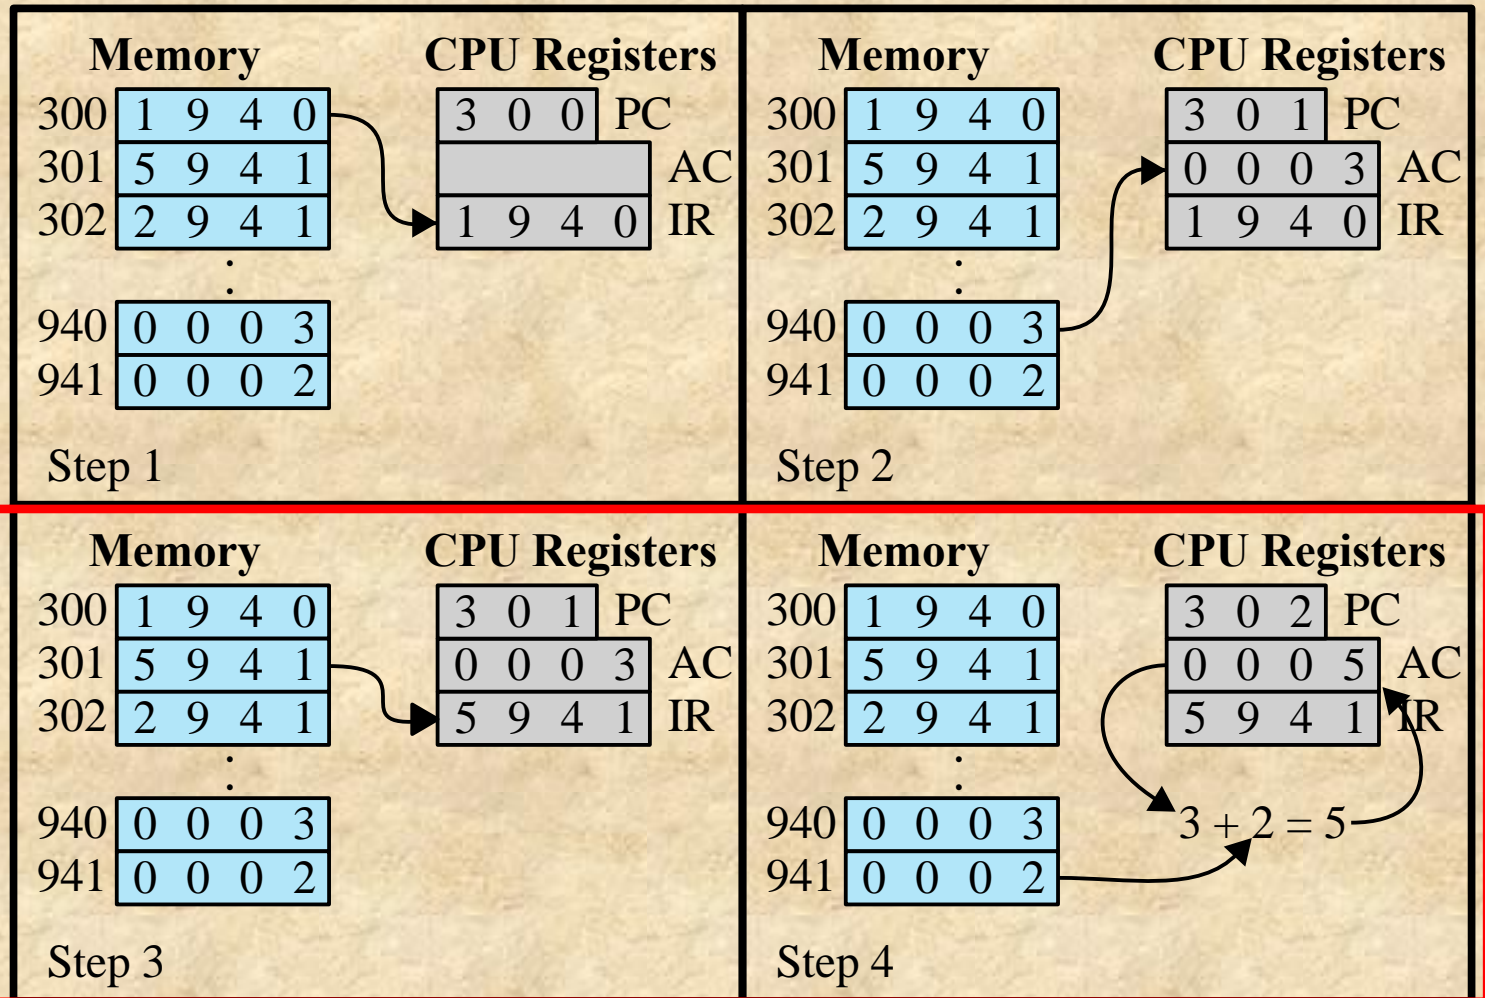 Memory CPU Registers
300 1 9 4 0 3 0 0 PC
301 5 9 4 1 AC
302 2 9 4 1 1 9 4 0 IR
940 0 0 0 3
941 0 0 0 2
Step 1
Memory CPU Registers
300 1 9 4 0 3 0 1 PC
301 5 9 4 1 0 0 0 3 AC
302 2 9 4 1 1 9 4 0 IR
940 0 0 0 3
941 0 0 0 2
Step 2
Memory CPU Registers
300 1 9 4 0 3 0 1 PC
301 5 9 4 1 0 0 0 3 AC
302 2 9 4 1 5 9 4 1 IR
940 0 0 0 3
941 0 0 0 2
Step 3
Memory CPU Registers
300 1 9 4 0 3 0 2 PC
301 5 9 4 1 0 0 0 5 AC
302 2 9 4 1 5 9 4 1 IR
940 0 0 0 3 3 + 2 = 5
941 0 0 0 2
Step 4